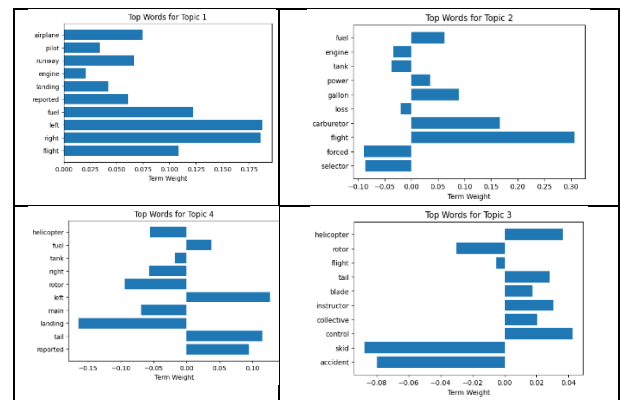 Top Words for Topic 1
airplane
pilot
runway
engine
landing
reported
fuel
left
right
flight
0.000 0.025 0.050 0.075 0.100 0.125 0.150 0.175
Term Weight
Top Words for Topic 2
fuel
engine
tank
power
gallon
loss
carburetor
flight
forced
selector
−0.10 −0.05 0.00 0.05 0.10 0.15 0.20 0.25 0.30
Term Weight
Top Words for Topic 4
helicopter
fuel
tank
right
rotor
left
main
landing
tail
reported
−0.15 −0.10 −0.05 0.00 0.05 0.10
Term Weight
Top Words for Topic 3
helicopter
rotor
flight
tail
blade
instructor
collective
control
skid
accident
−0.08 −0.06 −0.04 −0.02 0.00 0.02 0.04
Term Weight